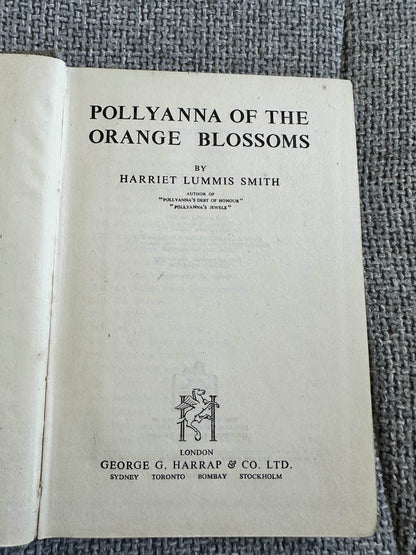 POLLYANNA OF THE
ORANGE BLOSSOMS
BY
HARRIET LUMMIS SMITH
AUTHOR OF
"POLLYANNA'S DEBT OF HONOUR"
"POLLYANNA'S JEWELS"
H
LONDON
GEORGE G. HARRAP & CO. LTD.
SYDNEY TORONTO BOMBAY STOCKHOLM